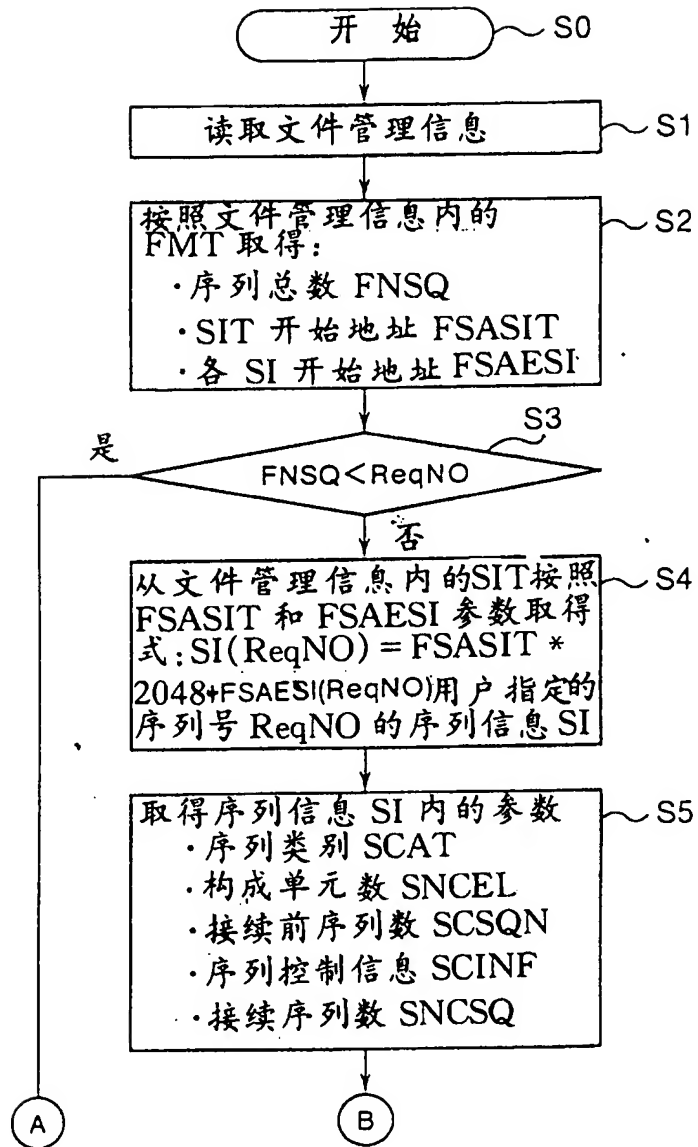 开 始
S0
读取文件管理信息
S1
按照文件管理信息内的
FMT 取得:
·序列总数 FNSQ
·SIT 开始地址 FSASIT
·各 SI 开始地址 FSAESI
S2
S3
是
FNSQ<ReqNO
否
从文件管理信息内的SIT按照
FSASIT 和 FSAESI 参数取得
式:SI(ReqNO)=FSASIT *
2048+FSAESI(ReqNO)用户指定的
序列号 ReqNO 的序列信息 SI
S4
取得序列信息 SI 内的参数
·序列类别 SCAT
·构成单元数 SNCEL
·接续前序列数 SCSQN
·序列控制信息 SCINF
·接续序列数 SNCSQ
S5
A
B